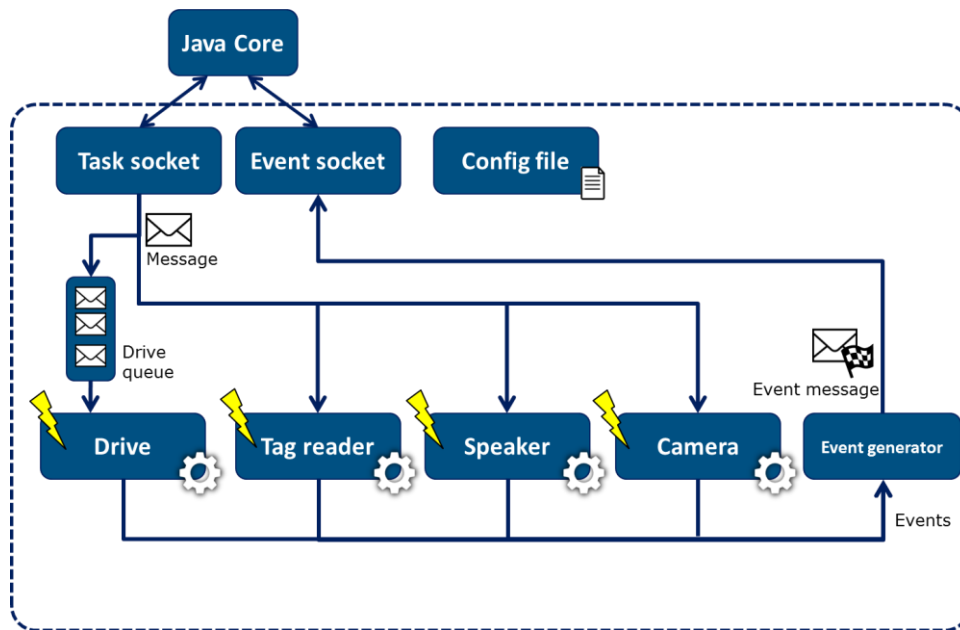 Java Core
Task socket
Event socket
Config file
Message
Drive
queue
Event message
Drive
Tag reader
Speaker
Camera
Event generator
Events